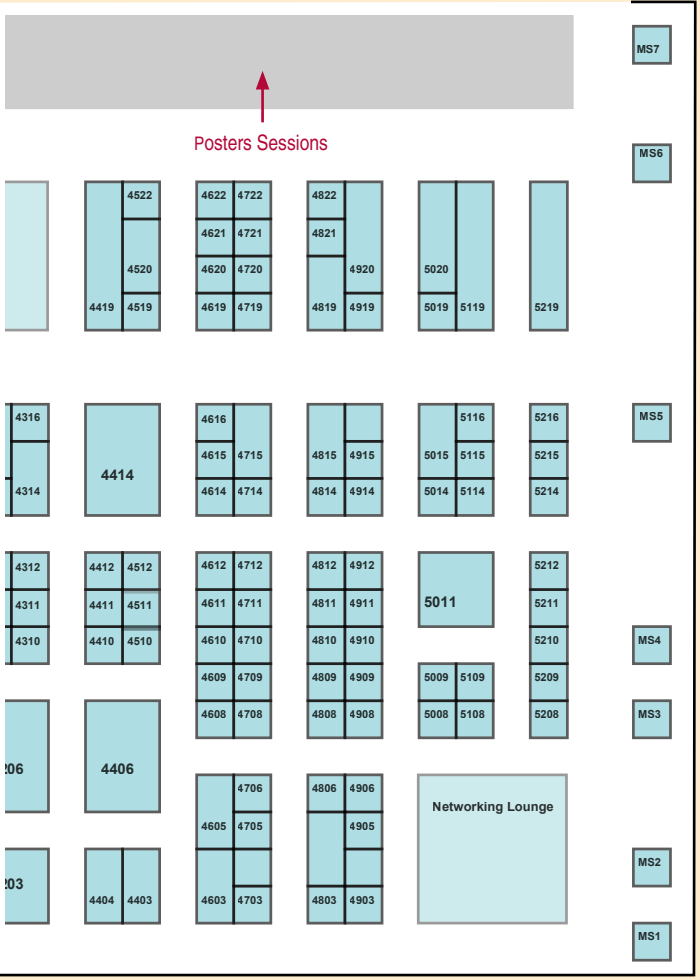 MS7
Posters Sessions
MS6
4522 4622 4722 4822
4621 4721 4821
4520 4620 4720 4920 5020
4419 4519 4619 4719 4819 4919 5019 5119 5219
4316 4616 5116 5216 MS5
4414 4615 4715 4815 4915 5015 5115 5215
4314 4614 4714 4814 4914 5014 5114 5214
4312 4412 4512 4612 4712 4812 4912 5212
4311 4411 4511 4611 4711 4811 4911 5011 5211
4310 4410 4510 4610 4710 4810 4910 5210 MS4
4609 4709 4809 4909 5009 5109 5209
4608 4708 4808 4908 5008 5108 5208 MS3
206 4406
4706 4806 4906 Networking Lounge
4605 4705 4905
203 MS2
4404 4403 4603 4703 4803 4903
MS1